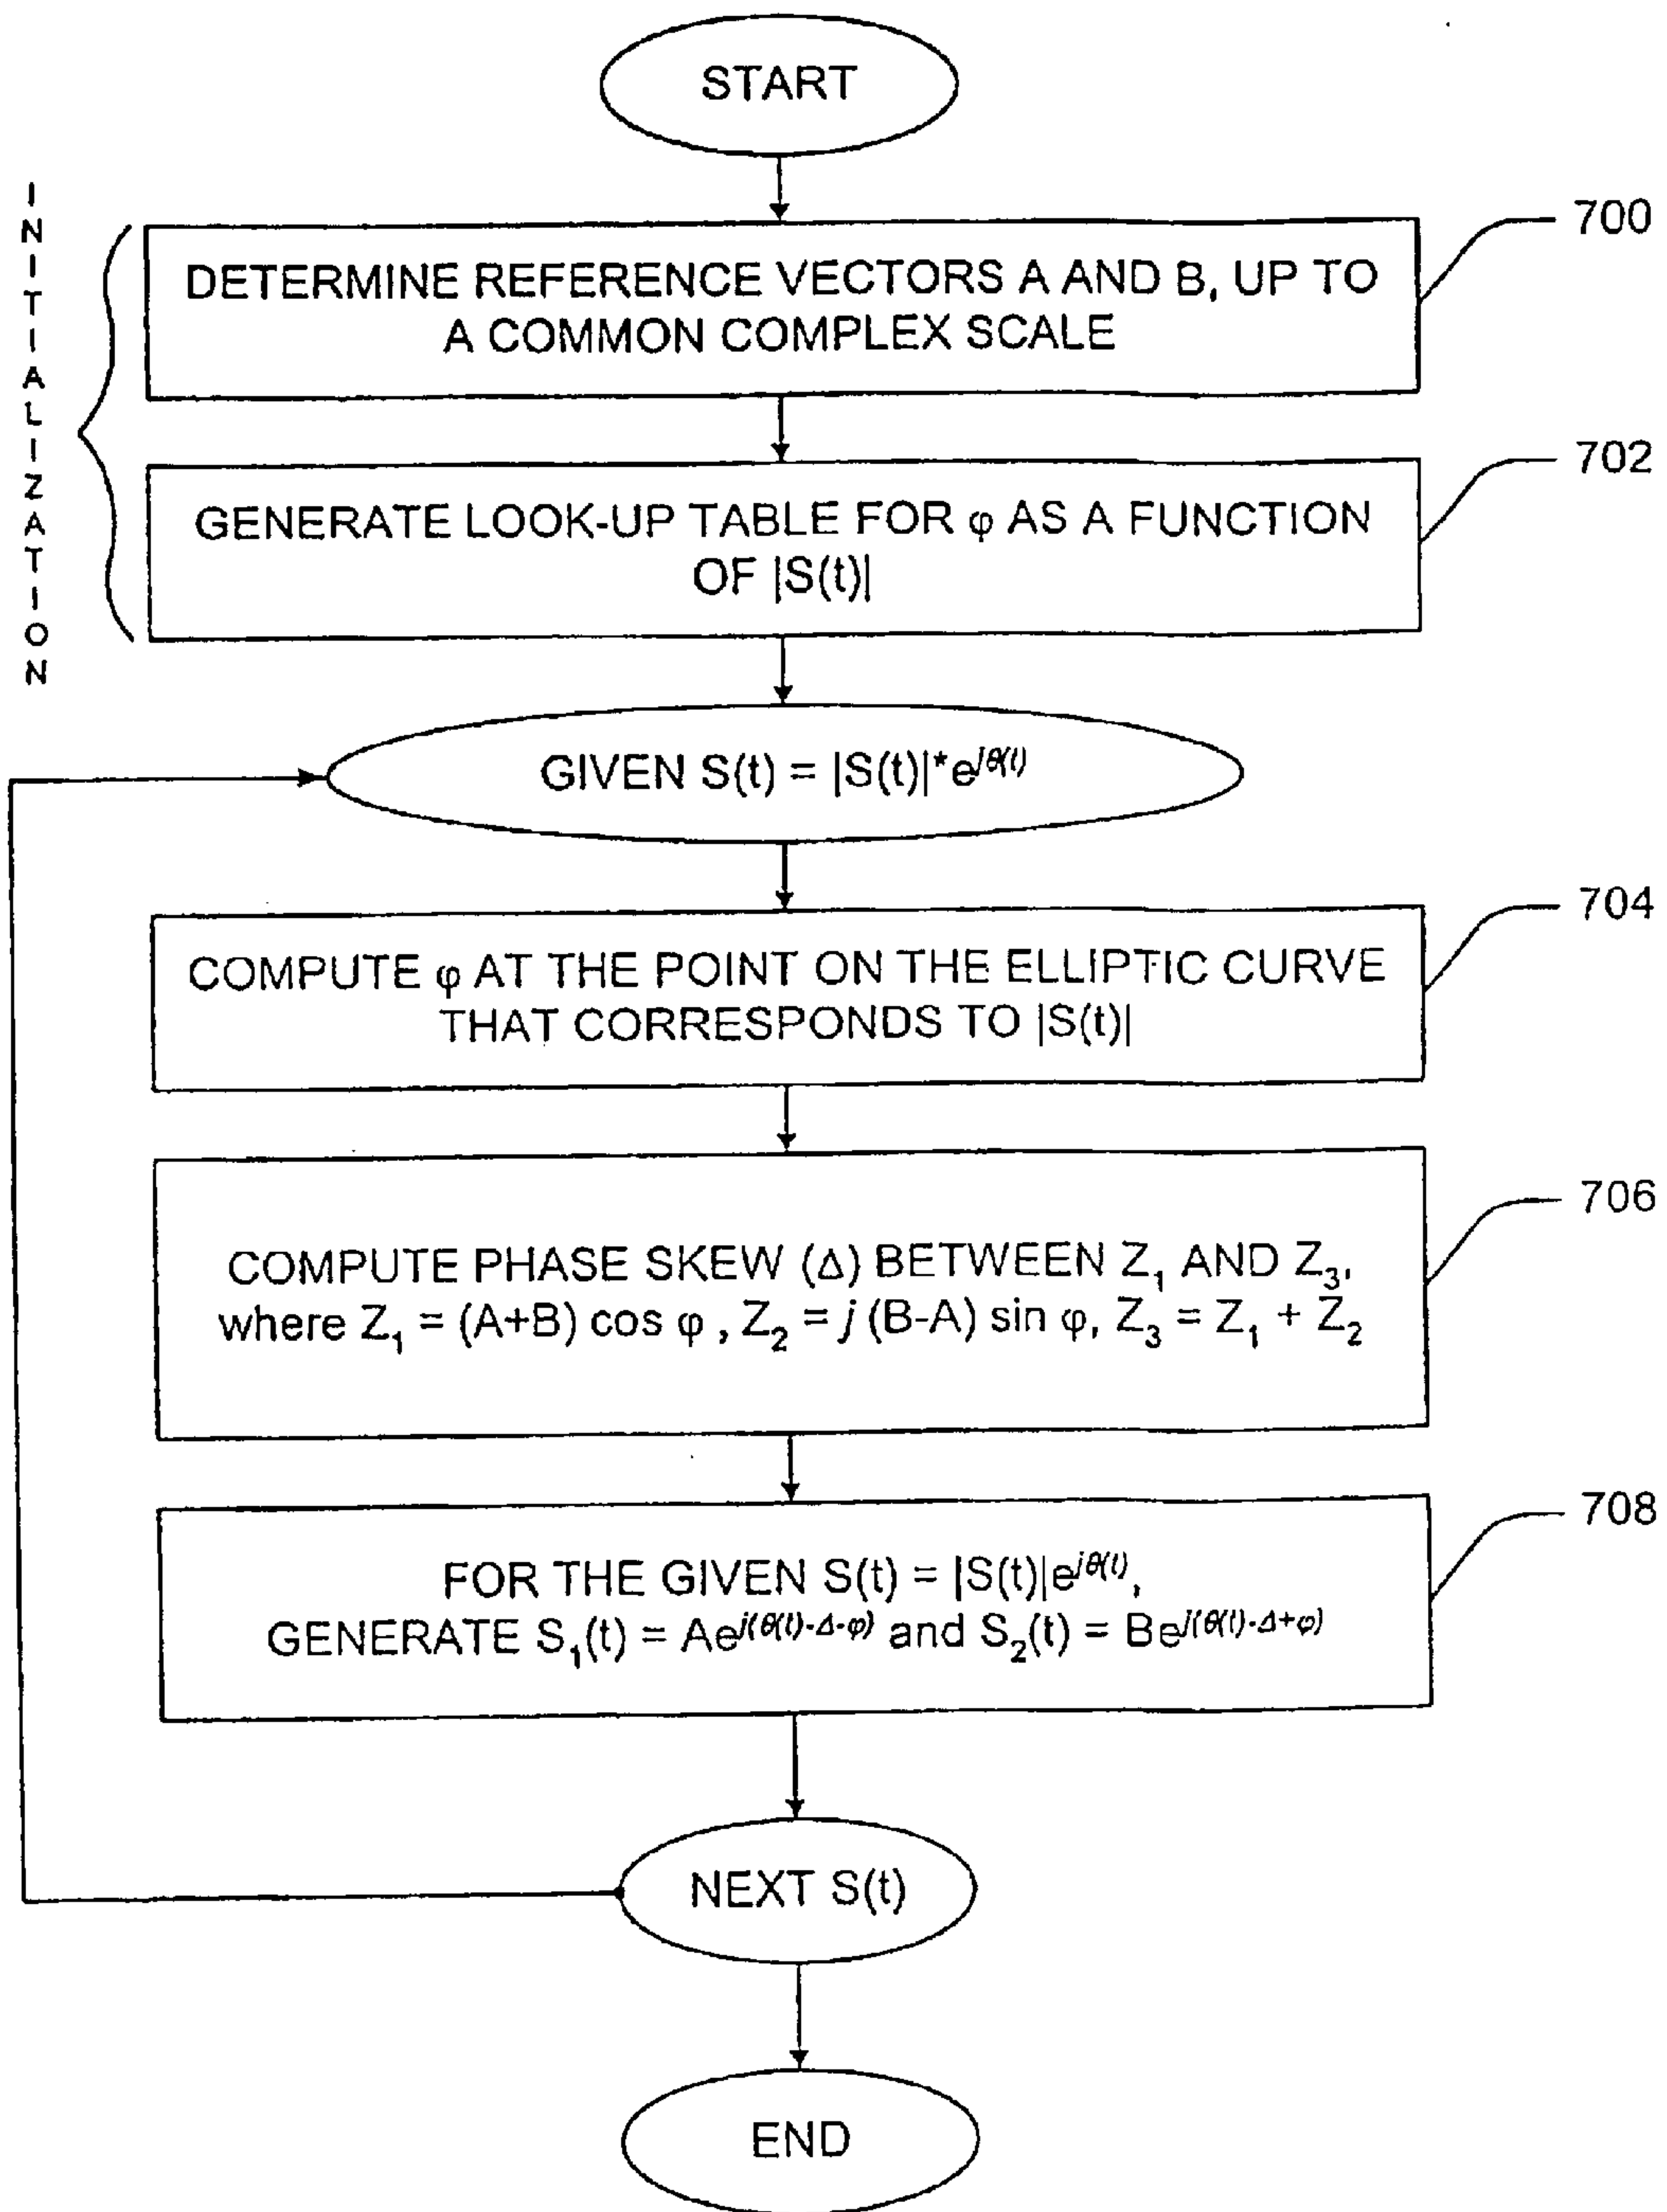 START
INITIALIZATION
700
DETERMINE REFERENCE VECTORS A AND B, UP TO
A COMMON COMPLEX SCALE
702
GENERATE LOOK-UP TABLE FOR φ AS A FUNCTION
OF |S(t)|
GIVEN S(t) = |S(t)|*e^{jθ(t)}
704
COMPUTE φ AT THE POINT ON THE ELLIPTIC CURVE
THAT CORRESPONDS TO |S(t)|
706
COMPUTE PHASE SKEW (Δ) BETWEEN Z₁ AND Z₃,
where Z₁ = (A+B) cos φ , Z₂ = j (B-A) sin φ, Z₃ = Z₁ + Z₂
708
FOR THE GIVEN S(t) = |S(t)|e^{jθ(t)},
GENERATE S₁(t) = Ae^{j(θ(t)-Δ-φ)} and S₂(t) = Be^{j(θ(t)-Δ+φ)}
NEXT S(t)
END